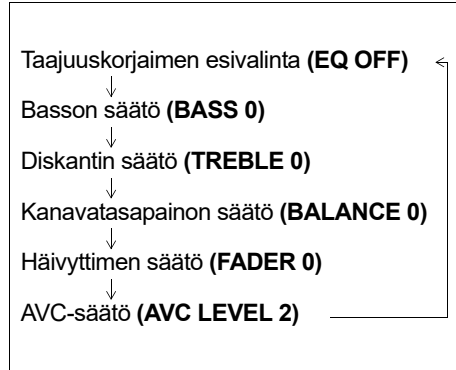 Taajuuskorjaimen esivalinta (EQ OFF)
Basson säätö (BASS 0)
Diskantin säätö (TREBLE 0)
Kanavatasapainon säätö (BALANCE 0)
Häivyttimen säätö (FADER 0)
AVC-säätö (AVC LEVEL 2)